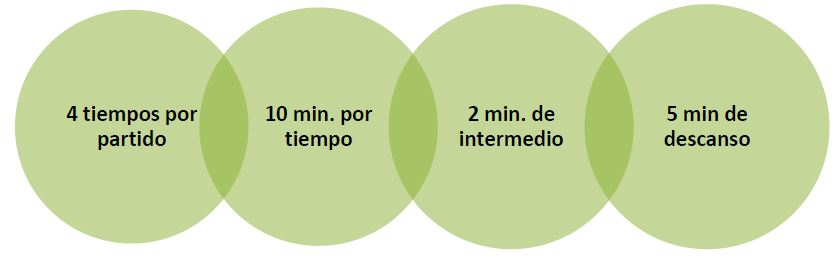 4 tiempos por
partido
10 min. por
tiempo
2 min. de
intermedio
5 min de
descanso